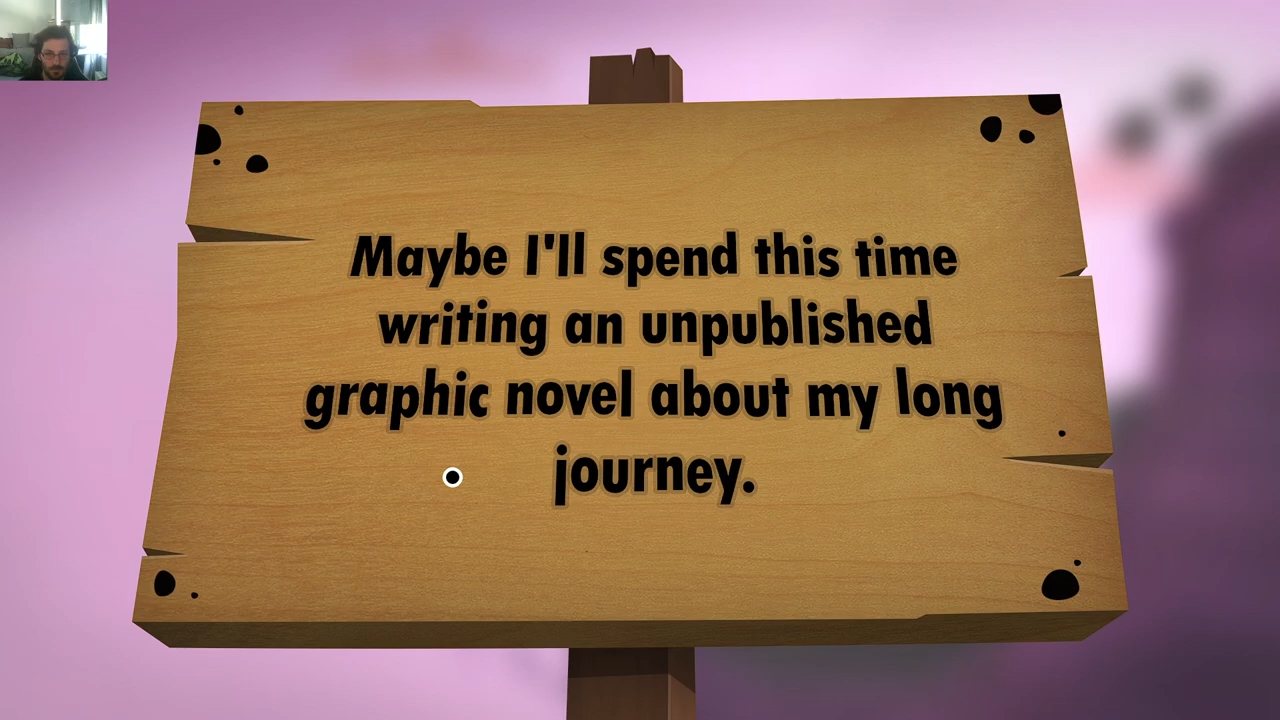 Maybe I'll spend this time
writing an unpublished
graphic novel about my long
journey.